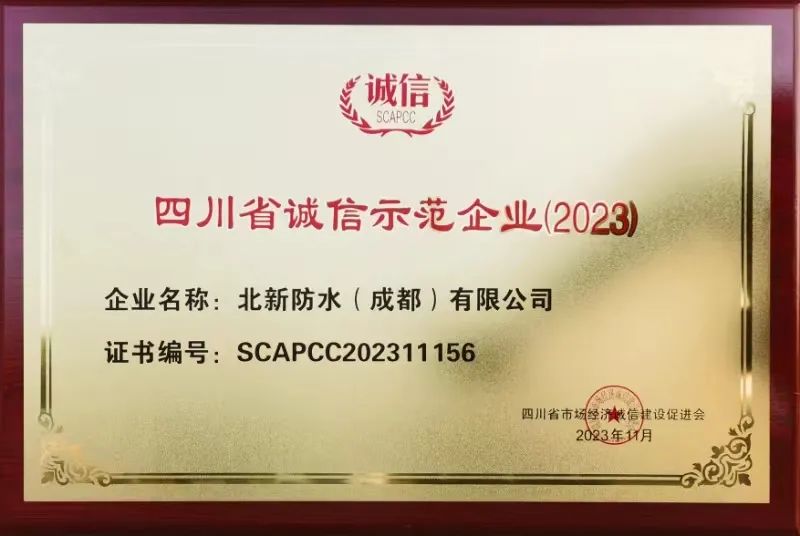 诚信
SCAPCC
四川省诚信示范企业(2023)
企业名称：北新防水（成都）有限公司
证书编号：SCAPCC202311156
四川省市场经济诚信建设促进会
2023年11月